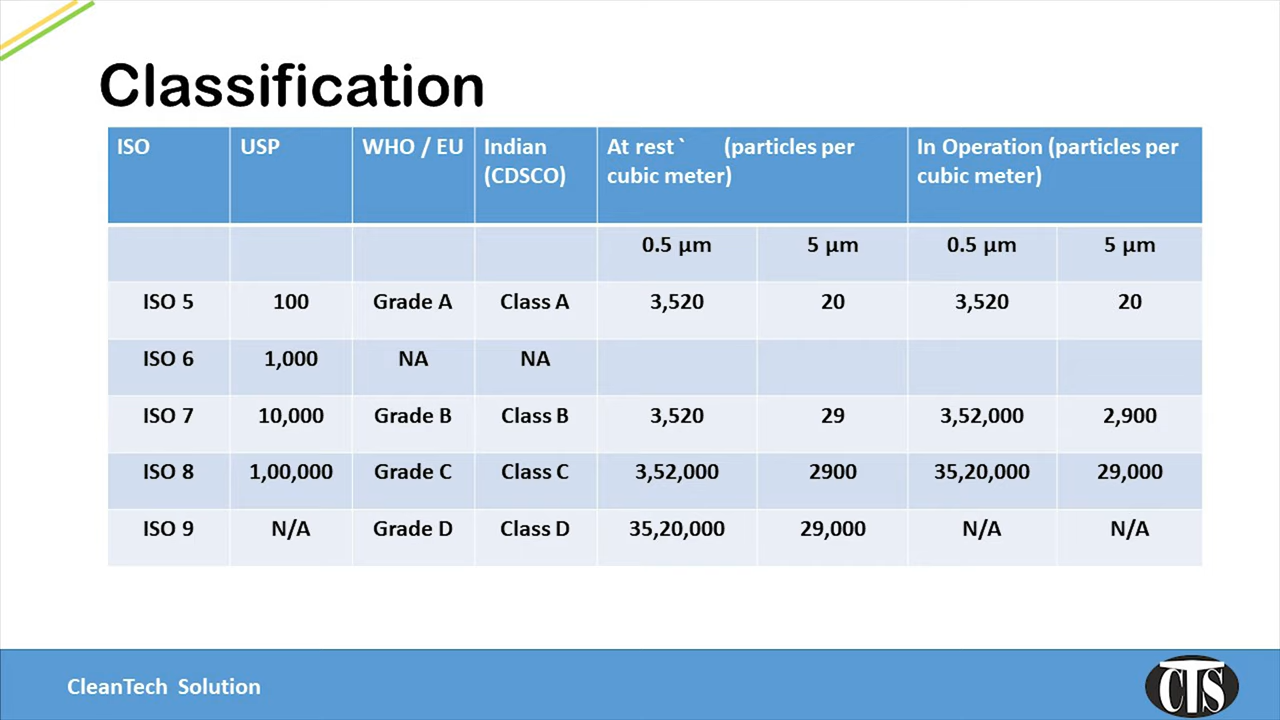 Classification
ISO USP WHO / EU Indian (CDSCO) At rest ` (particles per cubic meter) In Operation (particles per cubic meter)
0.5 µm 5 µm 0.5 µm 5 µm
ISO 5 100 Grade A Class A 3,520 20 3,520 20
ISO 6 1,000 NA NA
ISO 7 10,000 Grade B Class B 3,520 29 3,52,000 2,900
ISO 8 1,00,000 Grade C Class C 3,52,000 2900 35,20,000 29,000
ISO 9 N/A Grade D Class D 35,20,000 29,000 N/A N/A
CleanTech Solution
CTS